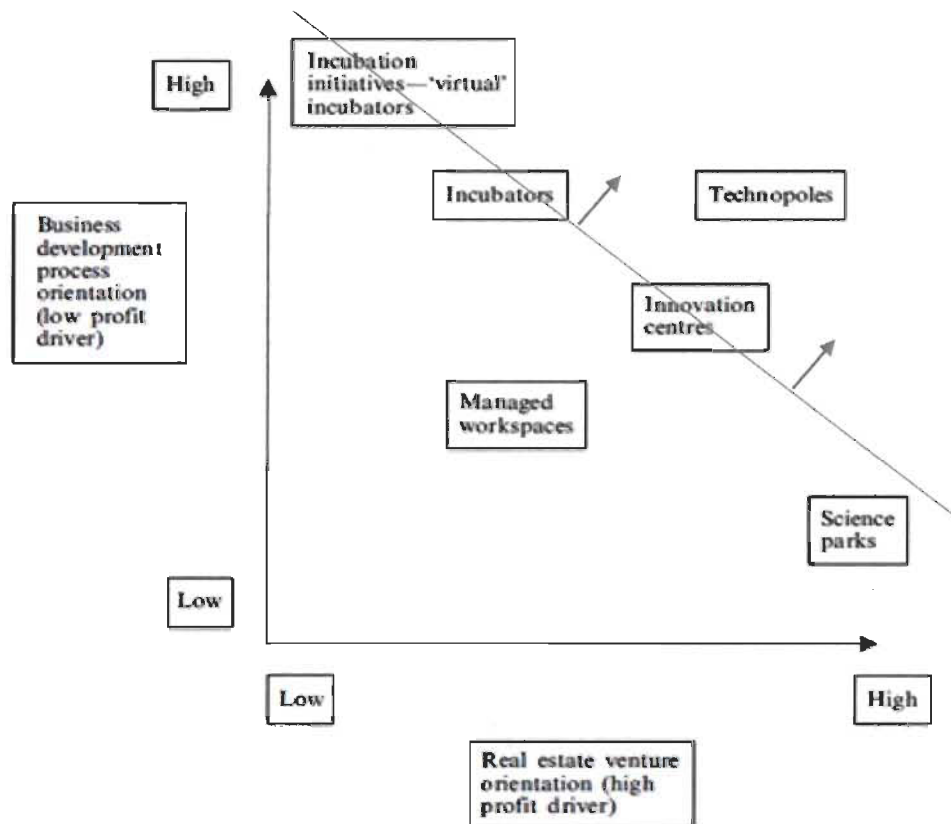 High
Incubation
initiatives—'virtual'
incubators
Incubators
Technopoles
Business
development
process
orientation
(low profit
driver)
Innovation
centres
Managed
workspaces
Science
parks
Low
Low
High
Real estate venture
orientation (high
profit driver)